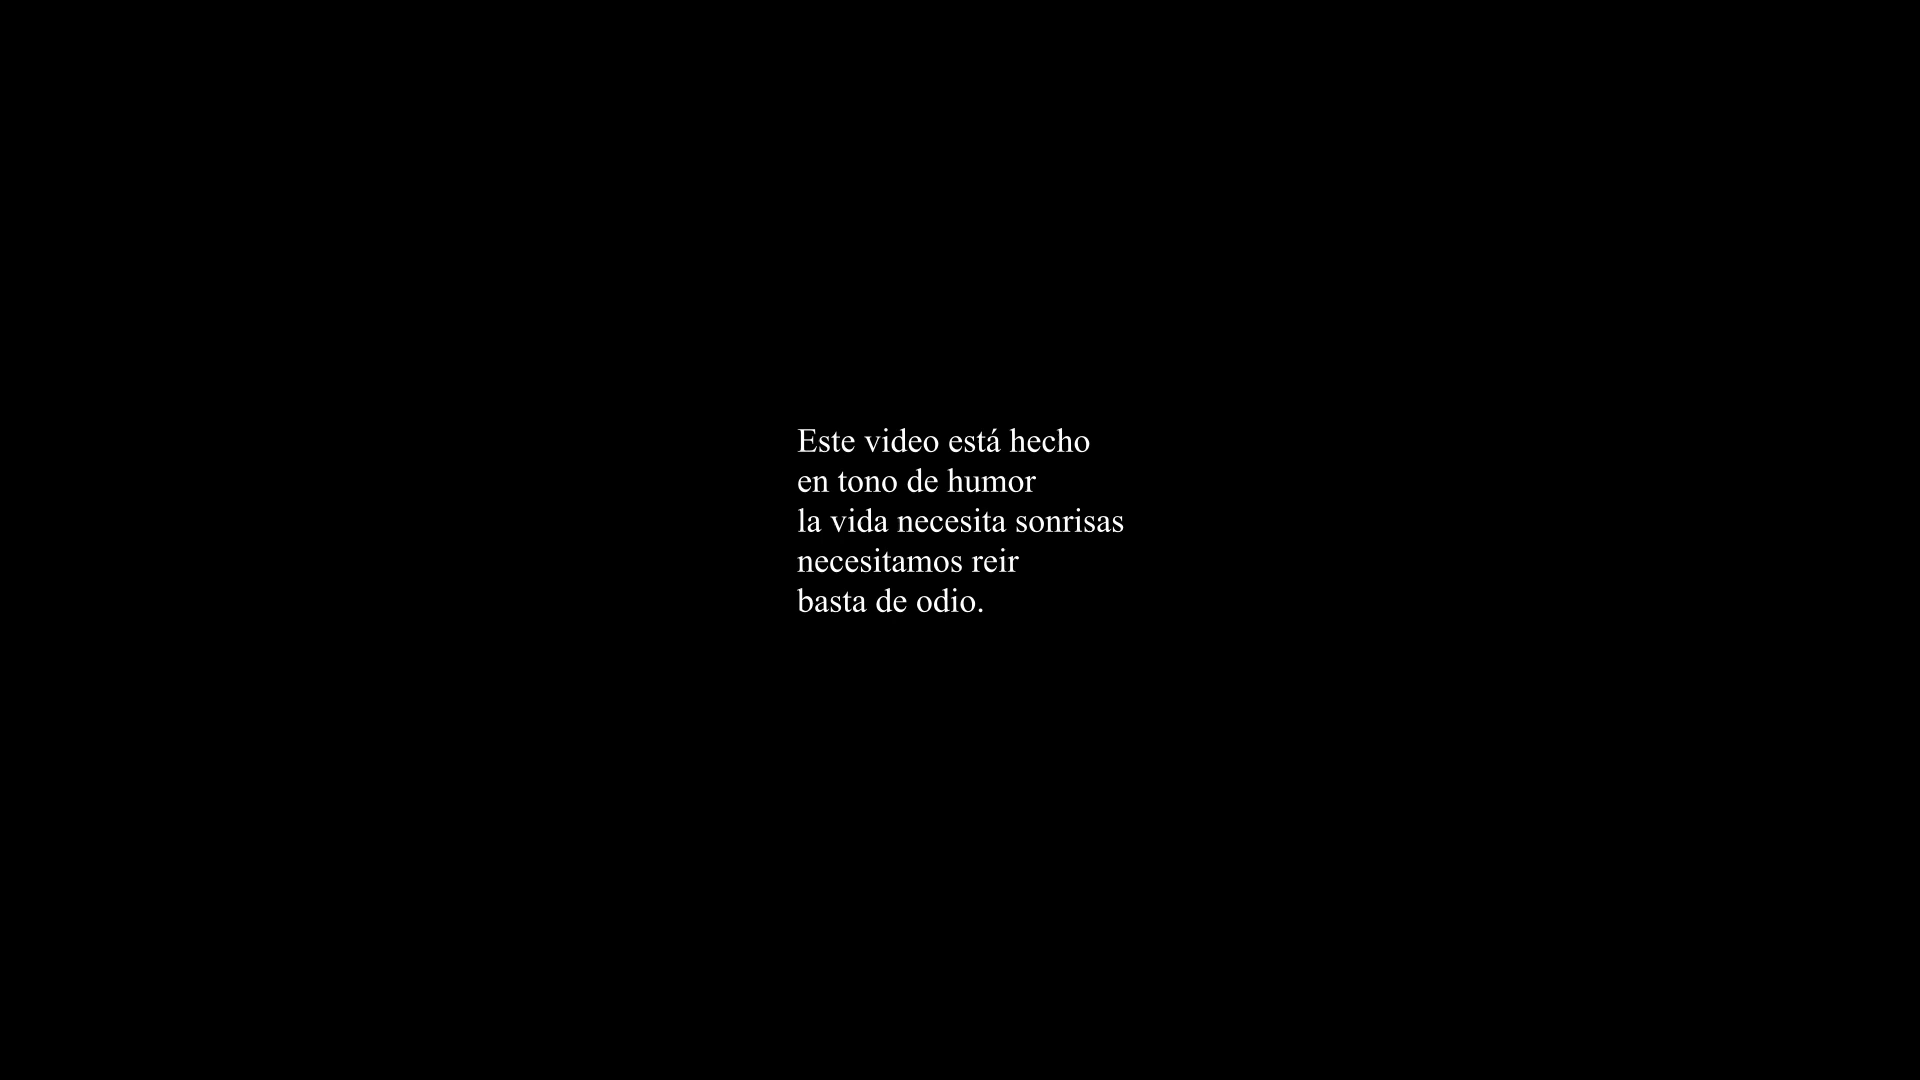 Este video está hecho
en tono de humor
la vida necesita sonrisas
necesitamos reir
basta de odio.